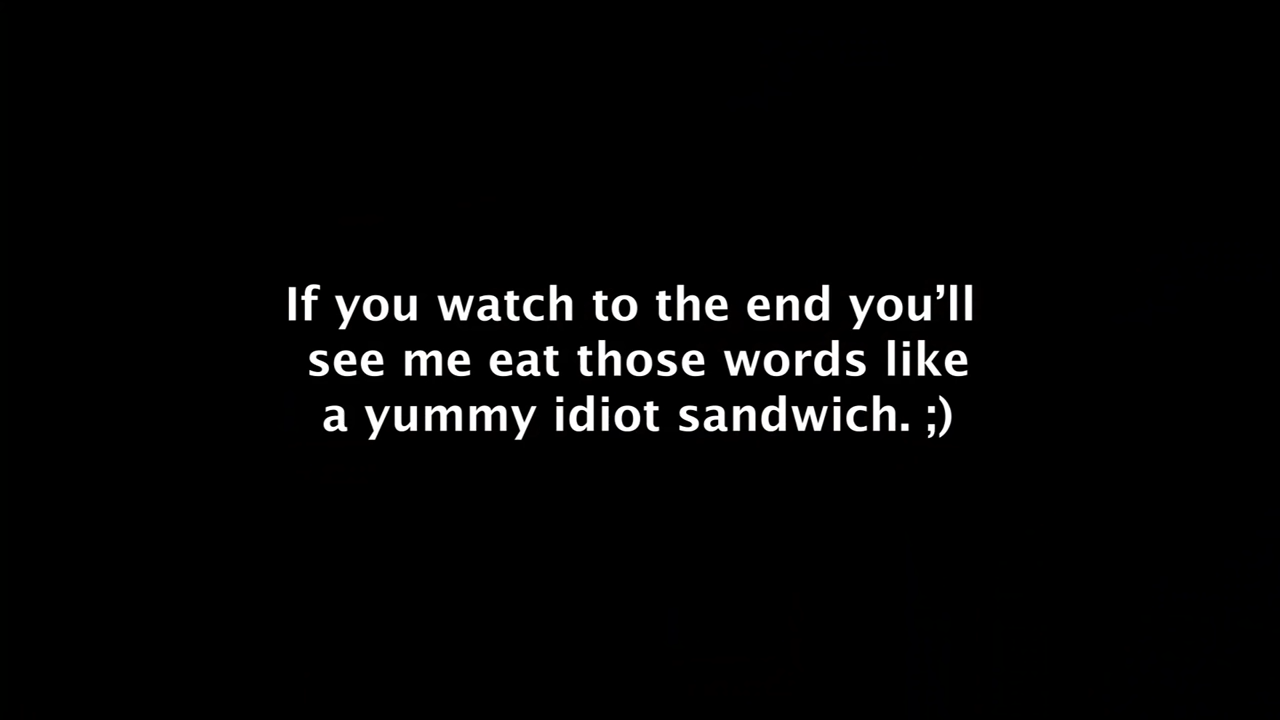 If you watch to the end you’ll
see me eat those words like
a yummy idiot sandwich. ;)